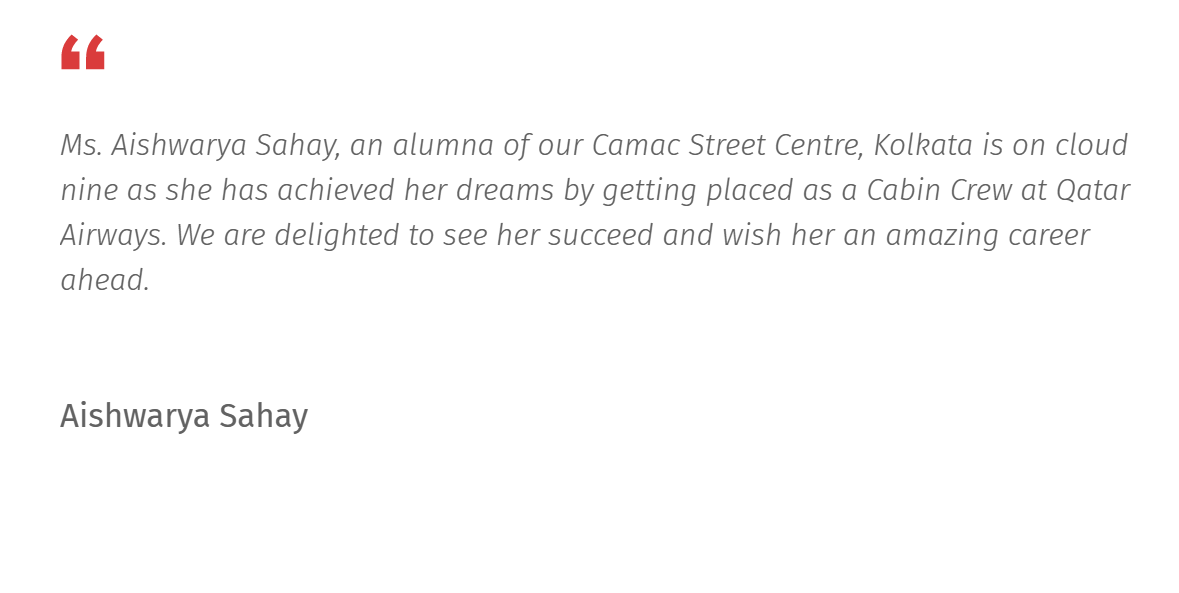 “
Ms. Aishwarya Sahay, an alumna of our Camac Street Centre, Kolkata is on cloud
nine as she has achieved her dreams by getting placed as a Cabin Crew at Qatar
Airways. We are delighted to see her succeed and wish her an amazing career
ahead.
Aishwarya Sahay